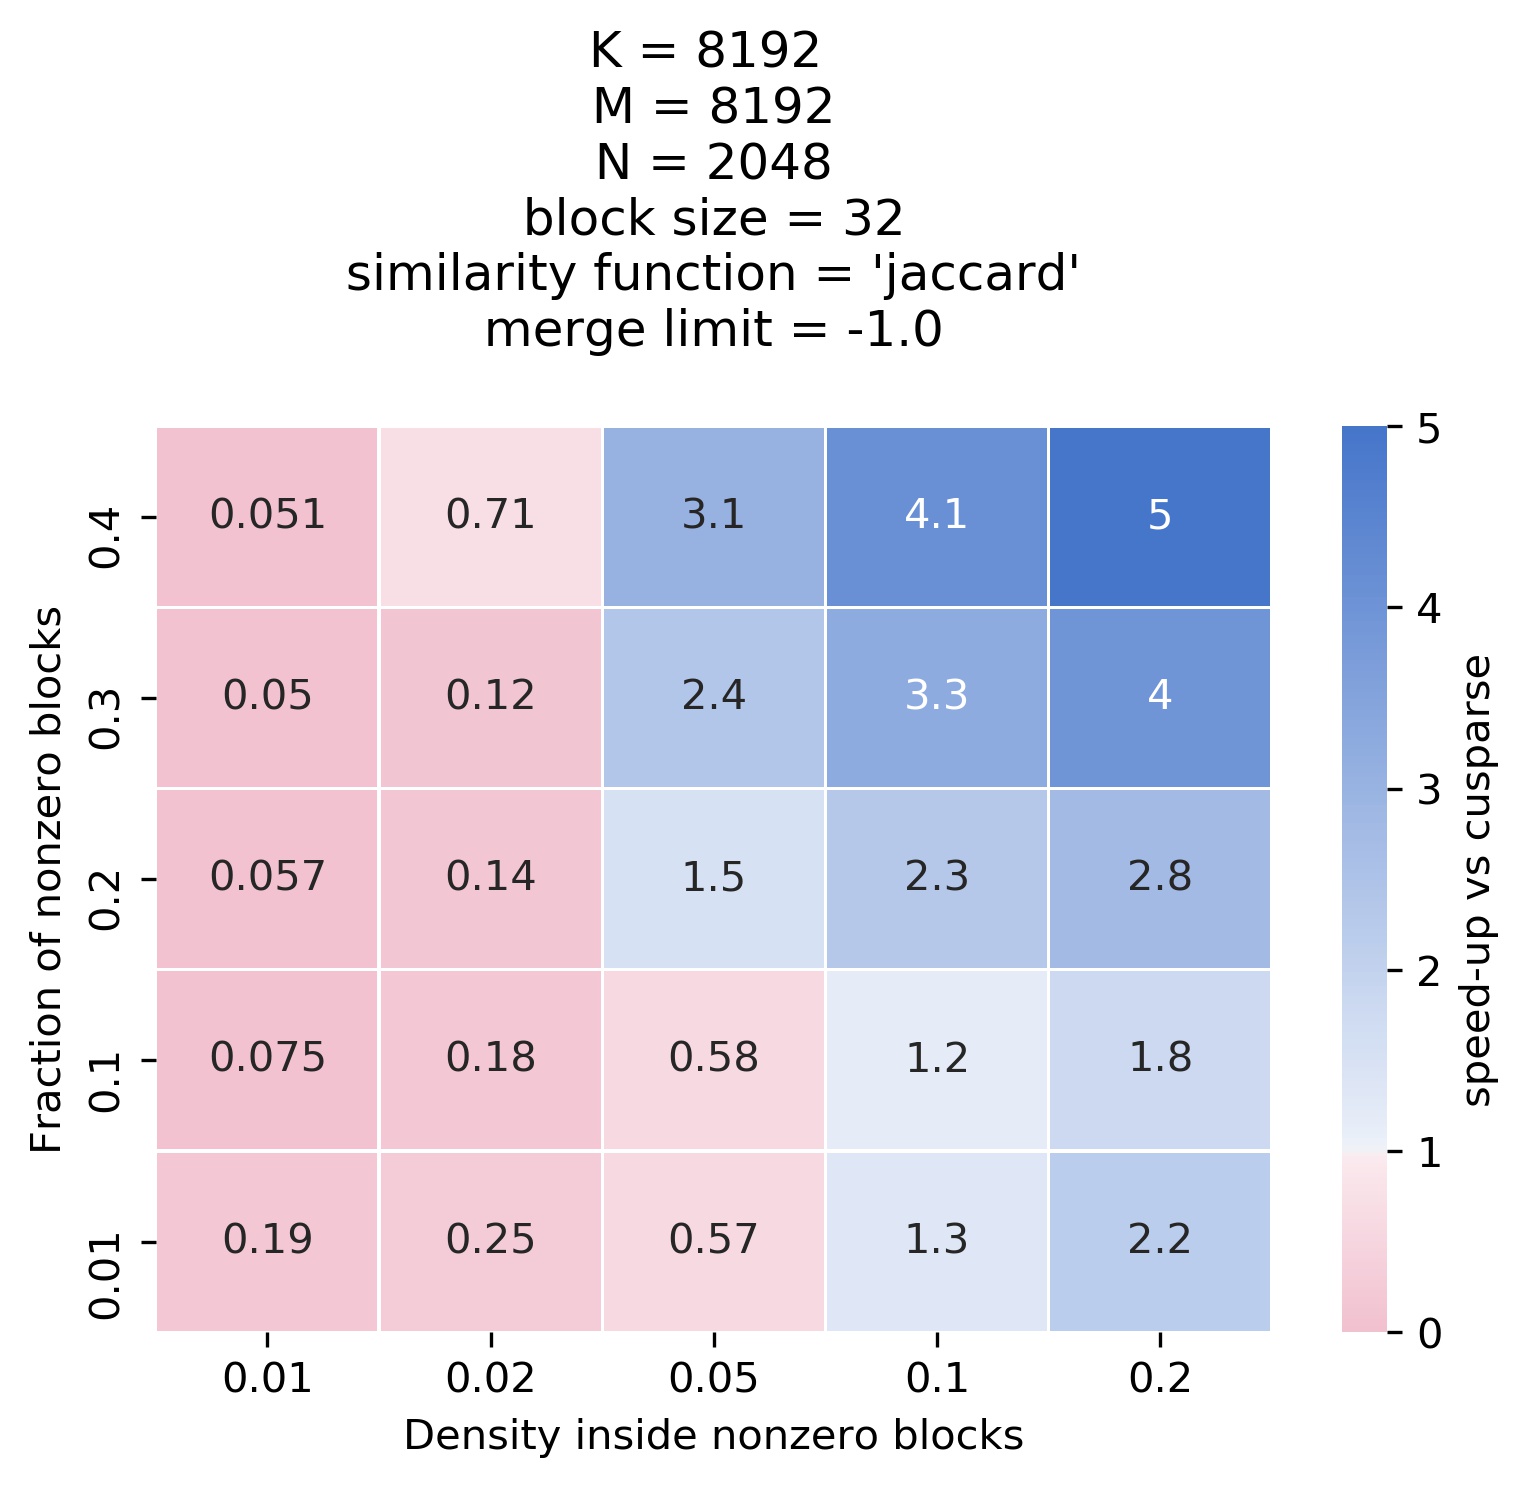 K = 8192
M = 8192
N = 2048
block size = 32
similarity function = 'jaccard'
merge limit = -1.0
Fraction of nonzero blocks
0.4 0.051 0.71 3.1 4.1 5
0.3 0.05 0.12 2.4 3.3 4
0.2 0.057 0.14 1.5 2.3 2.8
0.1 0.075 0.18 0.58 1.2 1.8
0.01 0.19 0.25 0.57 1.3 2.2
0.01 0.02 0.05 0.1 0.2
Density inside nonzero blocks
5
4
3
2
1
0
speed-up vs cusparse